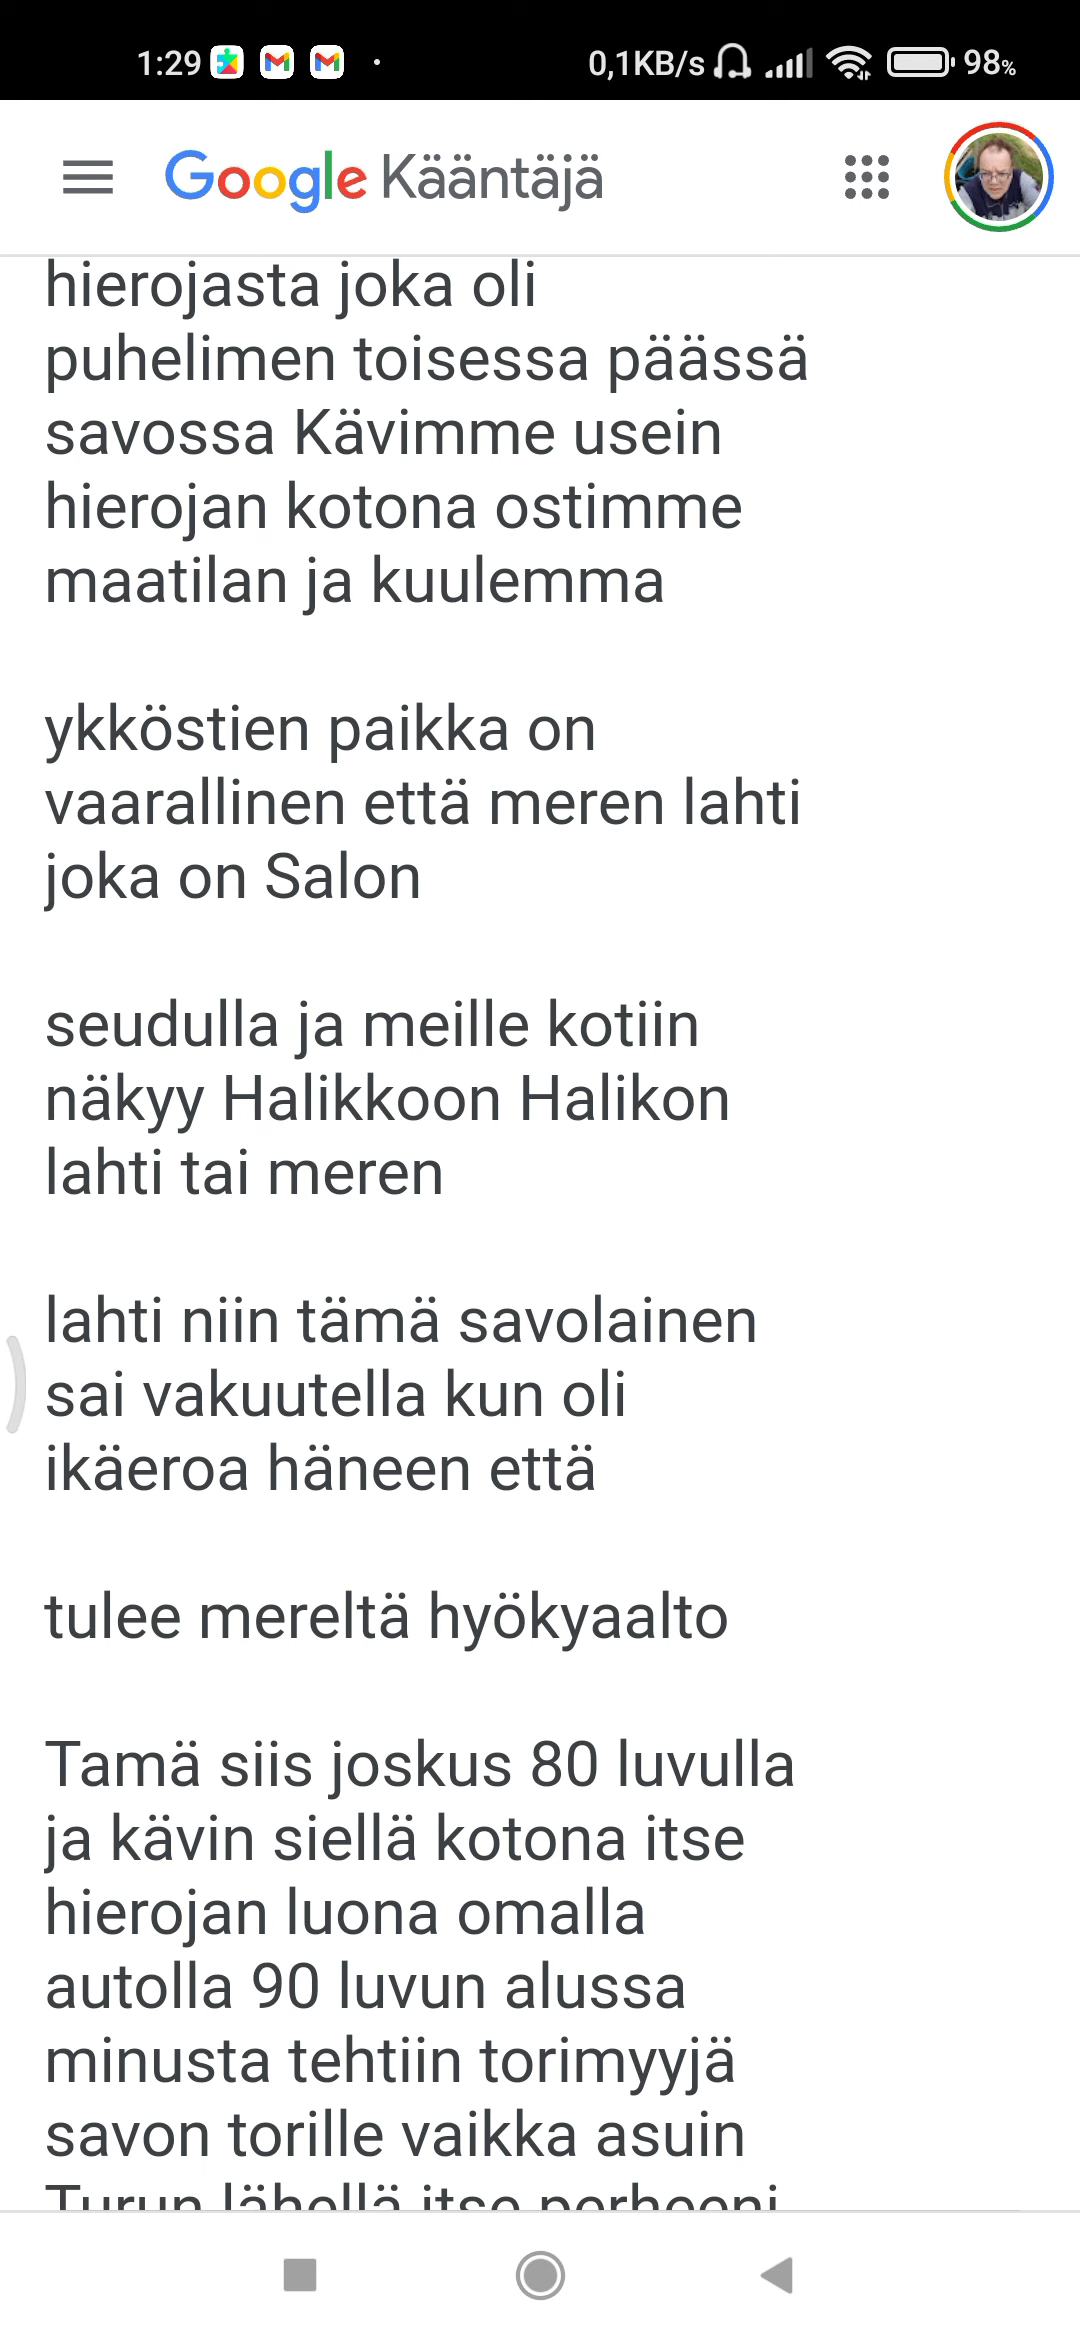 1:29
0,1KB/s
98%
Google Kääntäjä
hierojasta joka oli
puhelimen toisessa päässä
savossa Kävimme usein
hierojan kotona ostimme
maatilan ja kuulemma
ykköstien paikka on
vaarallinen että meren lahti
joka on Salon
seudulla ja meille kotiin
näkyy Halikkoon Halikon
lahti tai meren
lahti niin tämä savolainen
sai vakuutella kun oli
ikäeroa häneen että
tulee mereltä hyökyaalto
Tamä siis joskus 80 luvulla
ja kävin siellä kotona itse
hierojan luona omalla
autolla 90 luvun alussa
minusta tehtiin torimyyjä
savon torille vaikka asuin
Turun lähellä itse perheeni